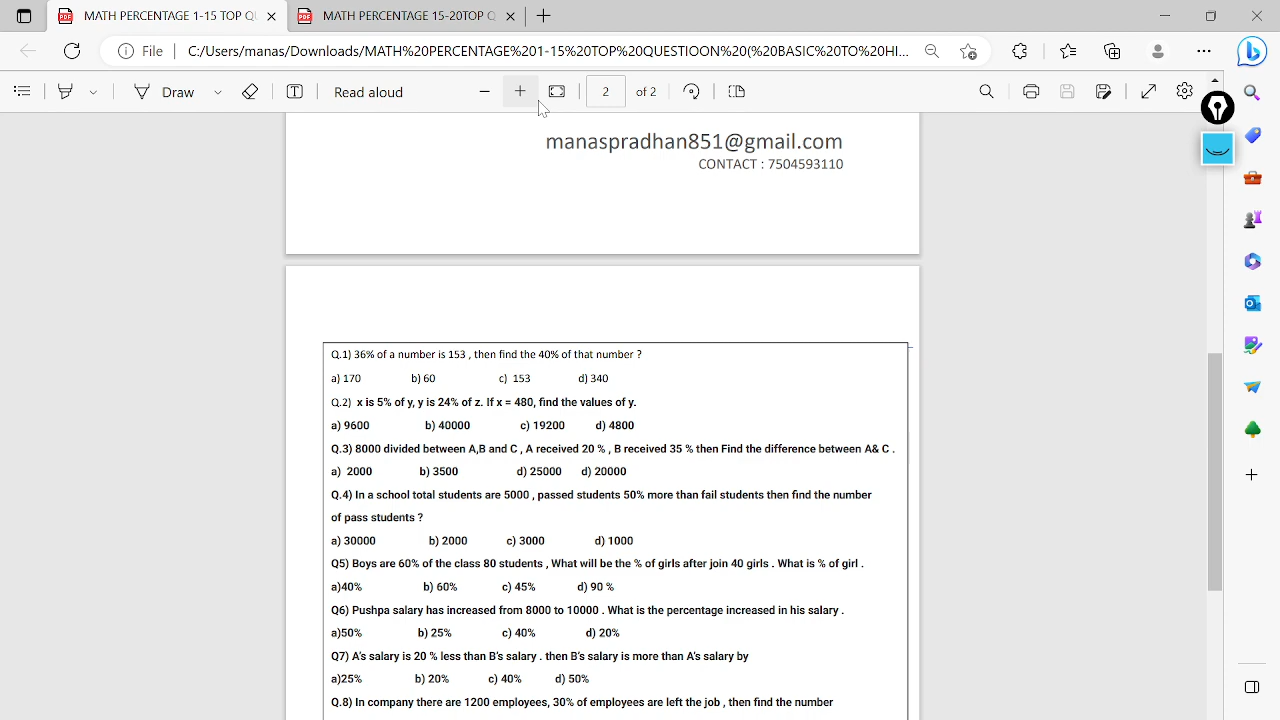 MATH PERCENTAGE 1-15 TOP QU
MATH PERCENTAGE 15-20TOP Q
File C:/Users/manas/Downloads/MATH%20PERCENTAGE%201-15%20TOP%20QUESTIOON%20(%20BASIC%20TO%20HI...
Draw Read aloud 2 of 2
manaspradhan851@gmail.com
CONTACT : 7504593110
Q.1) 36% of a number is 153 , then find the 40% of that number ?
a) 170 b) 60 c) 153 d) 340
Q.2) x is 5% of y, y is 24% of z. If x = 480, find the values of y.
a) 9600 b) 40000 c) 19200 d) 4800
Q.3) 8000 divided between A,B and C , A received 20 % , B received 35 % then Find the difference between A& C .
a) 2000 b) 3500 d) 25000 d) 20000
Q.4) In a school total students are 5000 , passed students 50% more than fail students then find the number
of pass students ?
a) 30000 b) 2000 c) 3000 d) 1000
Q5) Boys are 60% of the class 80 students , What will be the % of girls after join 40 girls . What is % of girl .
a)40% b) 60% c) 45% d) 90 %
Q6) Pushpa salary has increased from 8000 to 10000 . What is the percentage increased in his salary .
a)50% b) 25% c) 40% d) 20%
Q7) A's salary is 20 % less than B's salary . then B's salary is more than A's salary by
a)25% b) 20% c) 40% d) 50%
Q.8) In company there are 1200 employees, 30% of employees are left the job , then find the number